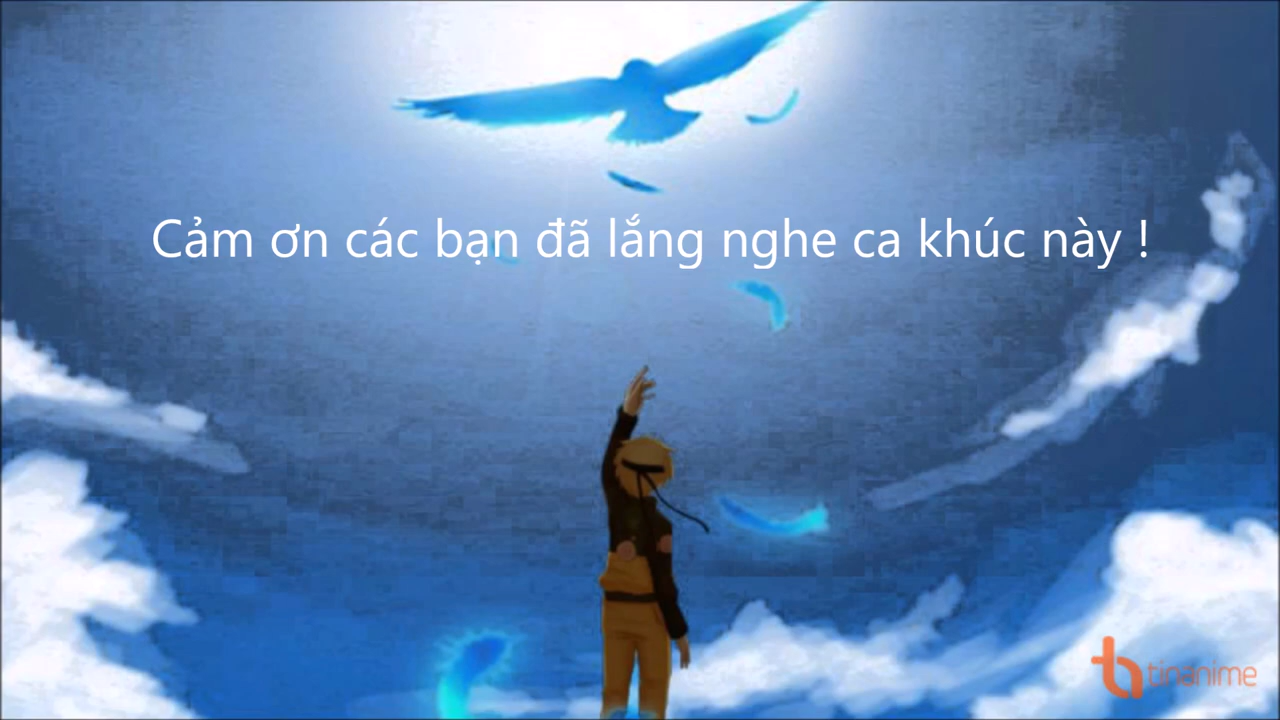 Cảm ơn các bạn đã lắng nghe ca khúc này !
tinanime